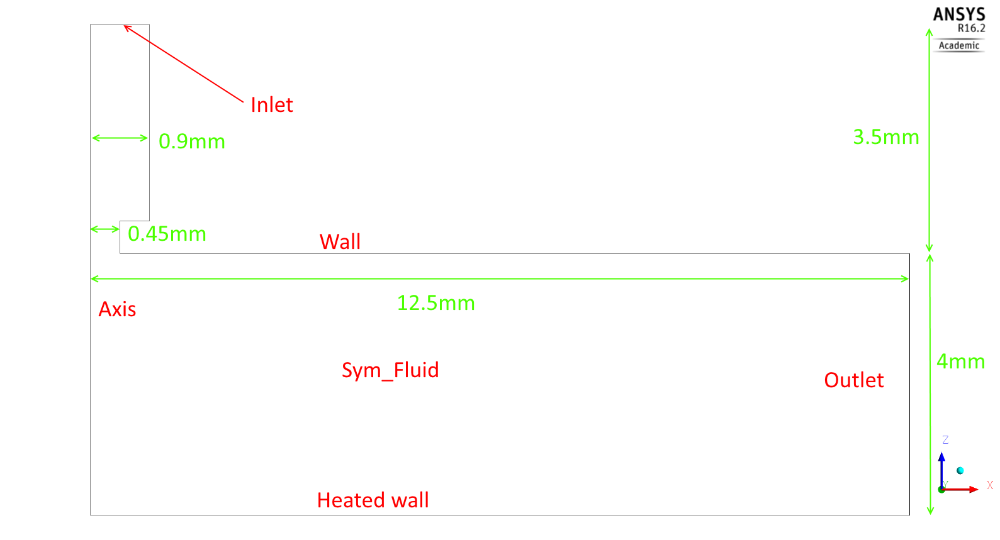 ANSYS
R16.2
Academic
Inlet
0.9mm
3.5mm
0.45mm
Wall
12.5mm
Axis
Sym_Fluid
4mm
Outlet
Z
Y
X
Heated wall